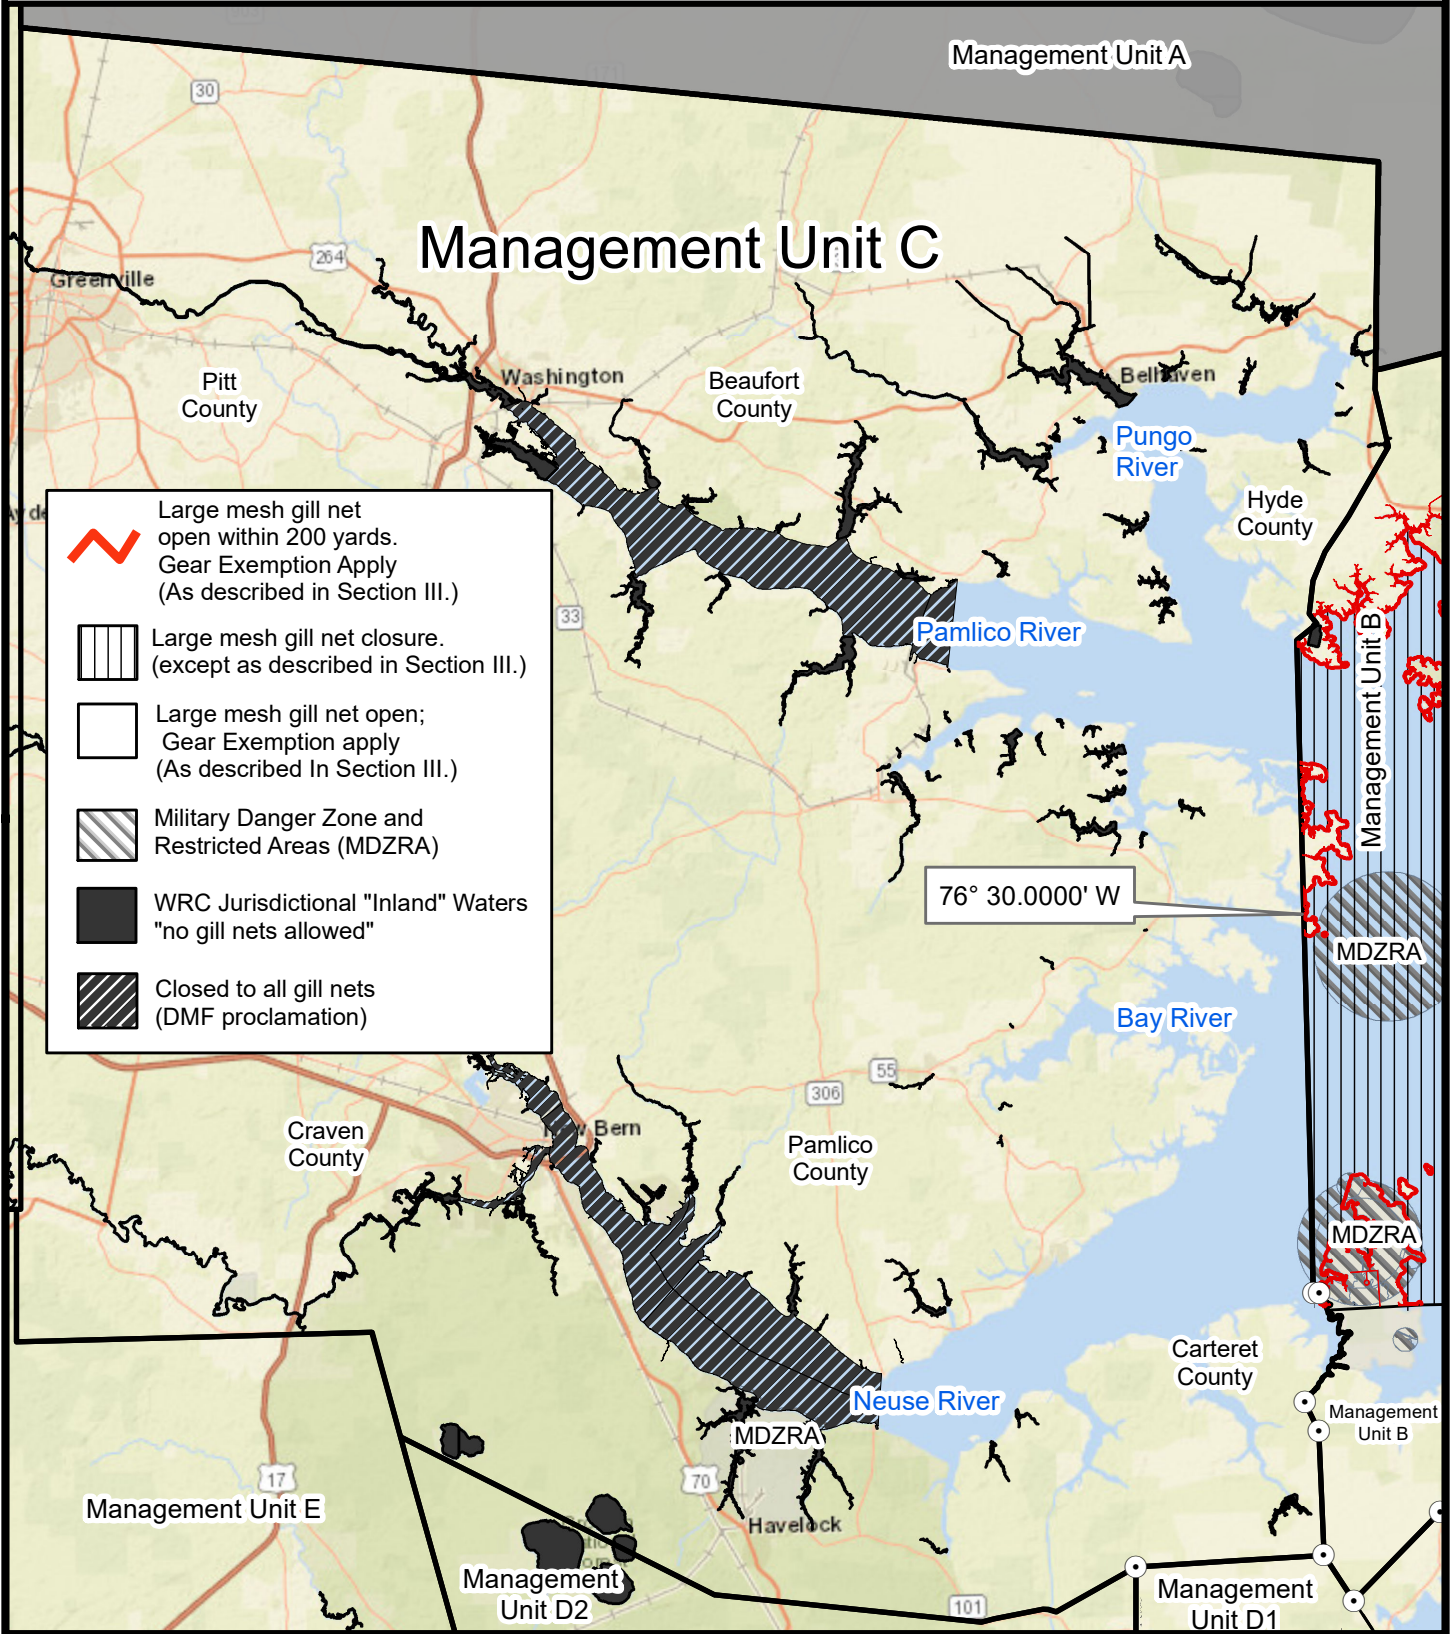 Management Unit A
30
Management Unit C
264
Greenville
Washington
Pitt
County
Beaufort
County
Belhaven
Pungo
River
Hyde
County
Large mesh gill net
open within 200 yards.
Gear Exemption Apply
(As described in Section III.)
Large mesh gill net closure.
(except as described in Section III.)
Large mesh gill net open;
Gear Exemption apply
(As described In Section III.)
Military Danger Zone and
Restricted Areas (MDZRA)
WRC Jurisdictional "Inland" Waters
"no gill nets allowed"
Closed to all gill nets
(DMF proclamation)
33
Pamlico River
Management Unit B
76° 30.0000' W
MDZRA
Bay River
55
306
Craven
County
Bern
Pamlico
County
MDZRA
Carteret
County
Neuse River
Management
Unit B
MDZRA
17
70
Management Unit E
Havelock
Management
Unit D2
101
Management
Unit D1